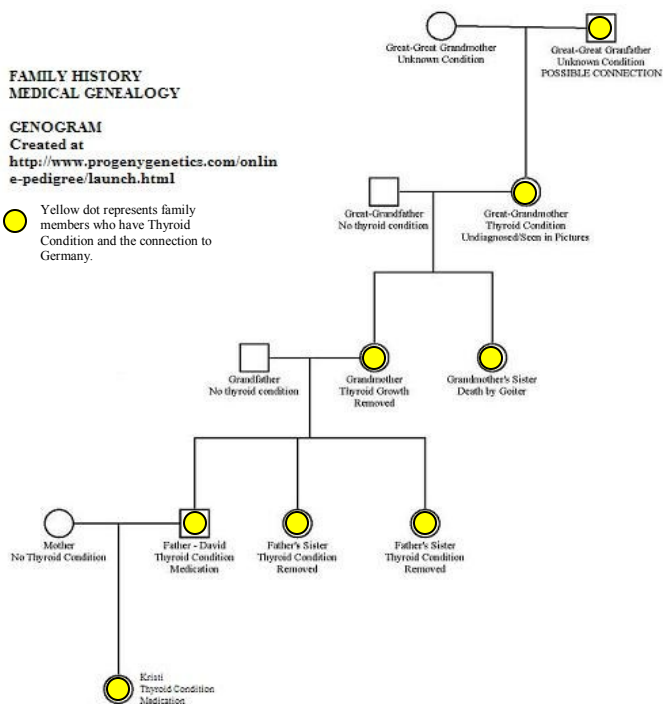 FAMILY HISTORY
MEDICAL GENEALOGY
GENOGRAM
Created at
http://www.progenygenetics.com/onlin
e-pedigree/launch.html
Yellow dot represents family
members who have Thyroid
Condition and the connection to
Germany.
Great-Great Grandmother
Unknown Condition
Great-Great Granfather
Unknown Condition
POSSIBLE CONNECTION
Great-Grandfather
No thyroid condition
Great-Grandmother
Thyroid Condition
Undiagnosed/Seen in Pictures
Grandfather
No thyroid condition
Grandmother
Thyroid Growth
Removed
Grandmother's Sister
Death by Goiter
Mother
No Thyroid Condition
Father - David
Thyroid Condition
Medication
Father's Sister
Thyroid Condition
Removed
Father's Sister
Thyroid Condition
Removed
Kristi
Thyroid Condition
Medication